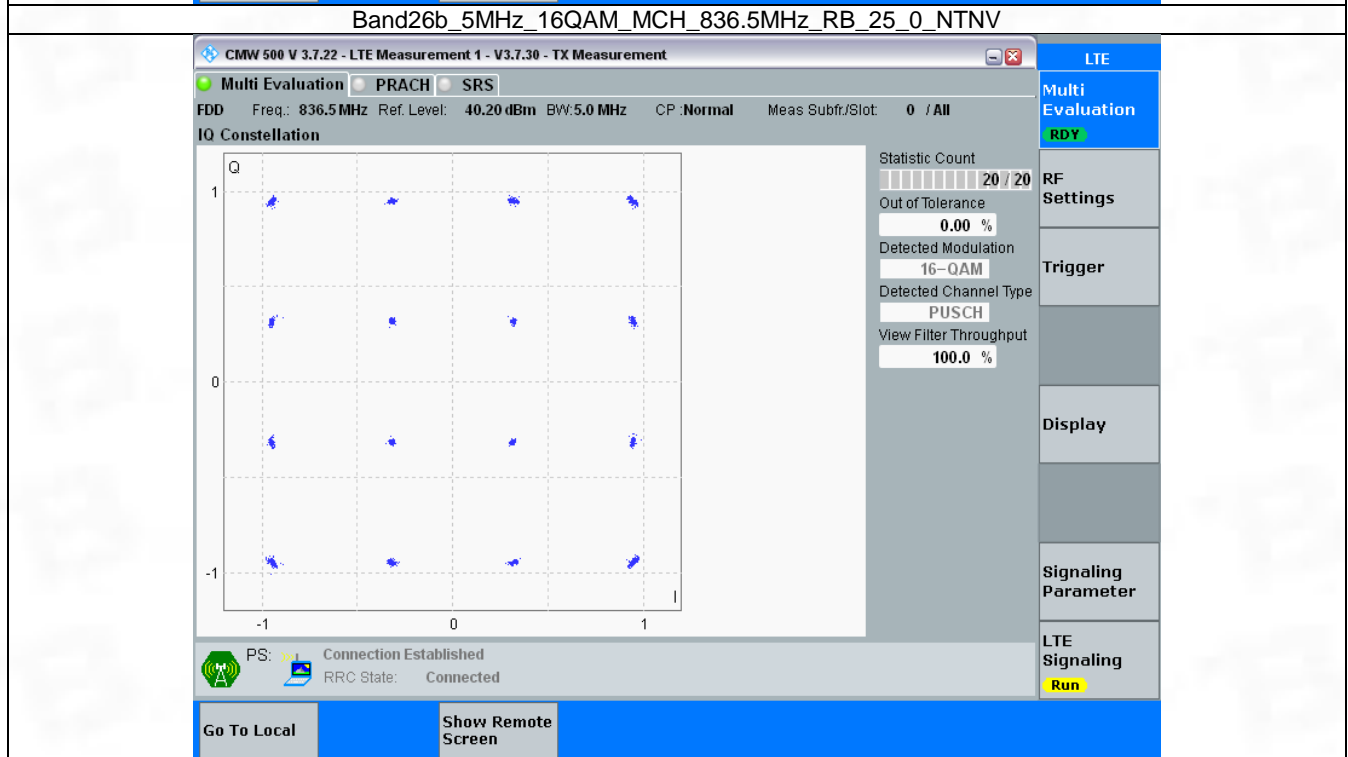 Band26b_5MHz_16QAM_MCH_836.5MHz_RB_25_0_NTNV
CMW 500 V 3.7.22 - LTE Measurement 1 - V3.7.30 - TX Measurement
LTE
Multi Evaluation PRACH SRS
FDD Freq.: 836.5 MHz Ref. Level: 40.20 dBm BW:5.0 MHz CP :Normal Meas Subfr./Slot: 0 / All
IQ Constellation
Q
1
0
-1
I
-1 0 1
Statistic Count
20 / 20
Out of Tolerance
0.00 %
Detected Modulation
16-QAM
Detected Channel Type
PUSCH
View Filter Throughput
100.0 %
Multi
Evaluation
RDY
RF
Settings
Trigger
Display
Signaling
Parameter
LTE
Signaling
Run
PS: Connection Established
RRC State: Connected
Go To Local
Show Remote
Screen